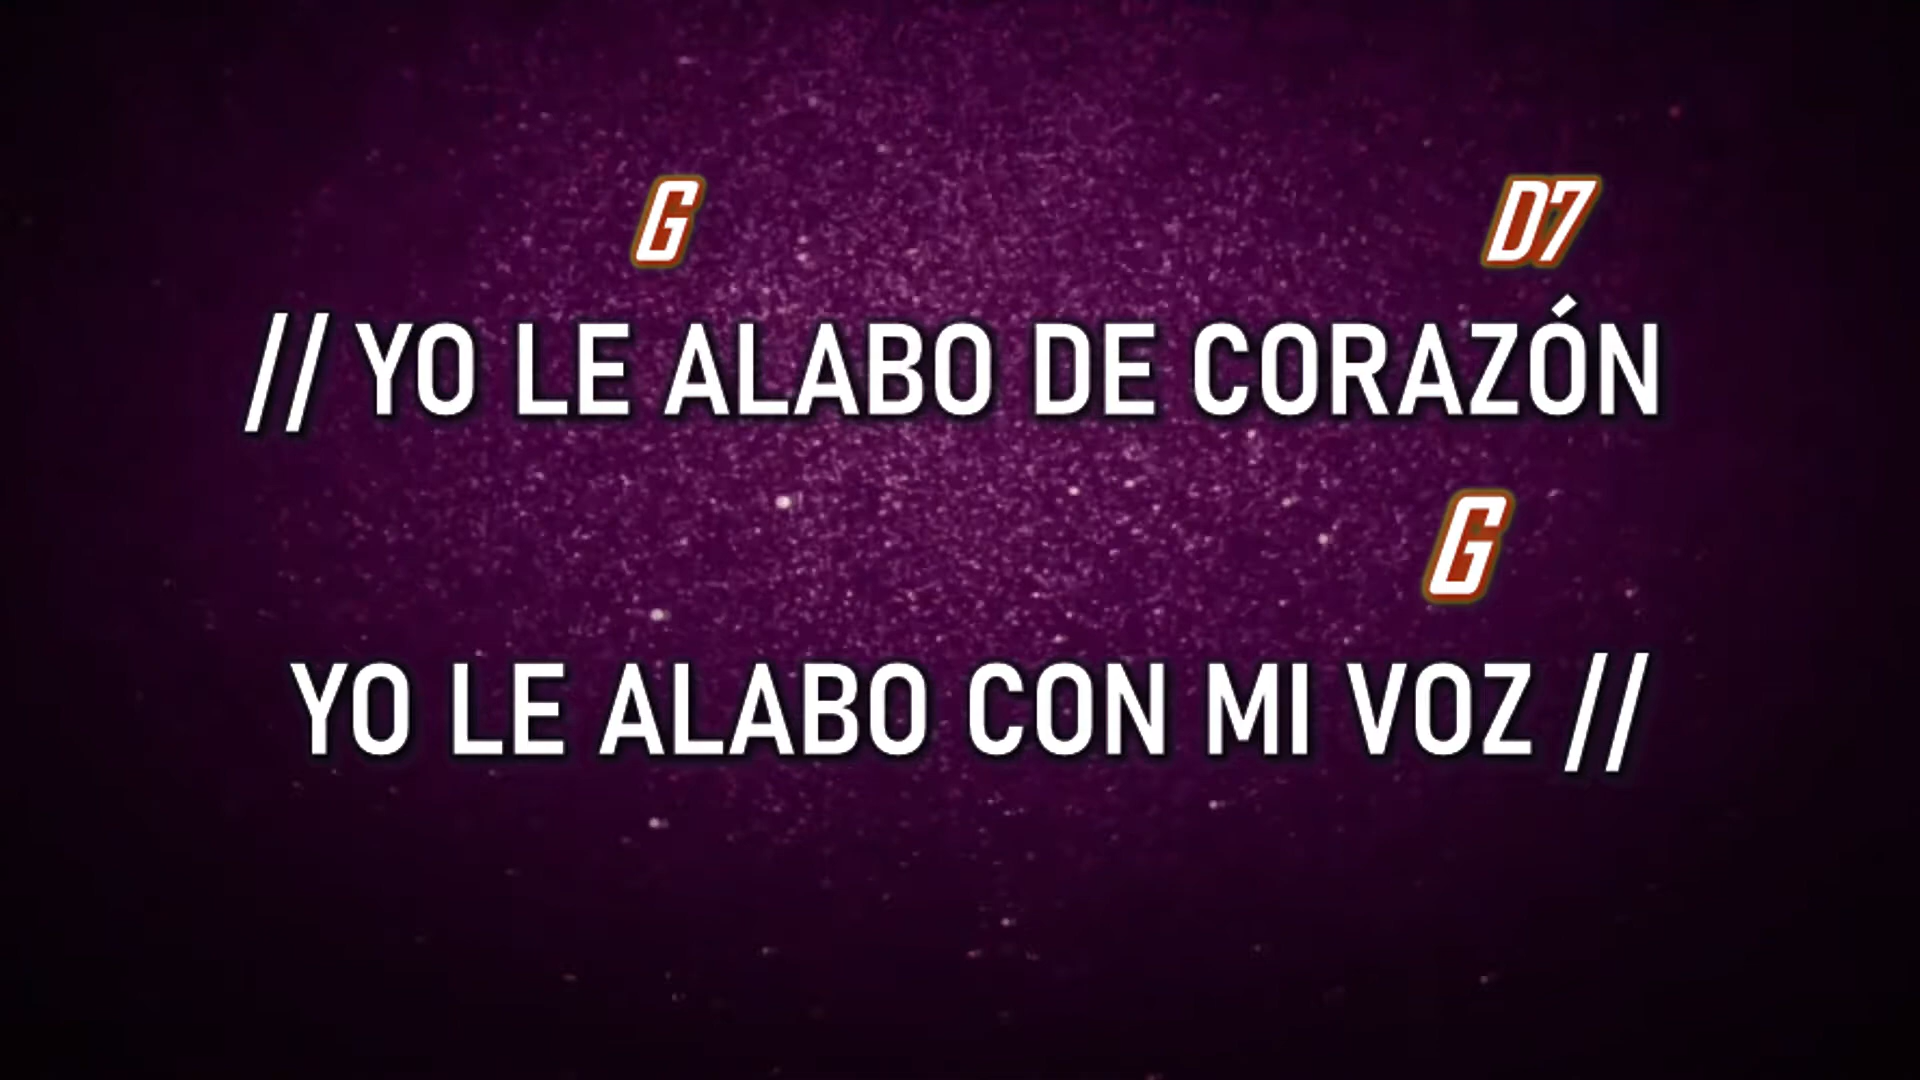 G D7
// YO LE ALABO DE CORAZÓN
G
YO LE ALABO CON MI VOZ //